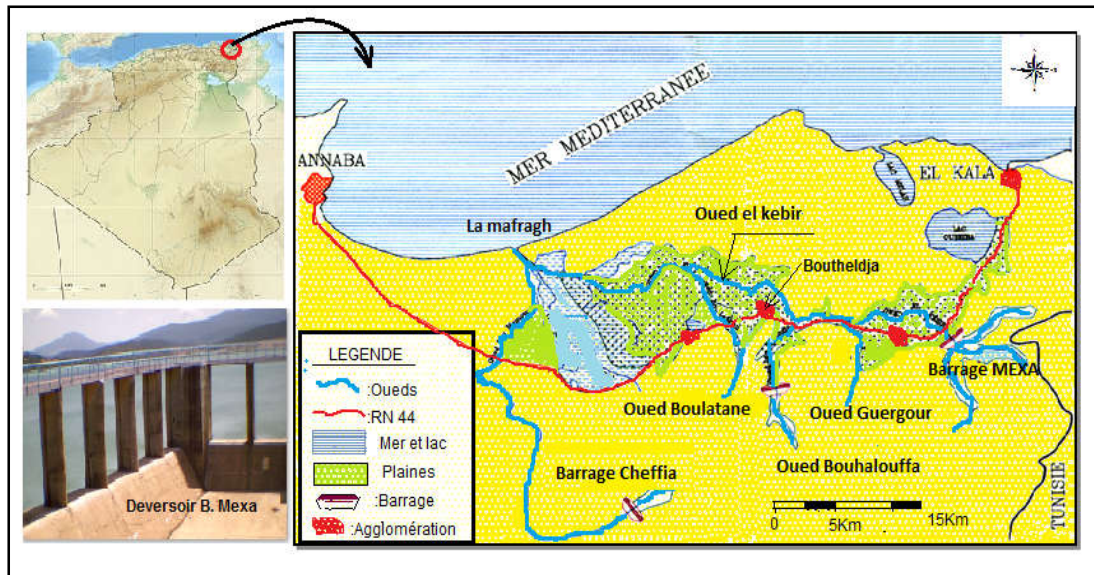 MER MEDITERRANEE
ANNABA
EL KALA
La mafragh
Oued el kebir
Boutheldja
LEGENDE
:Oueds
:RN 44
Mer et lac
Plaines
:Barrage
:Agglomération
Barrage MEXA
Oued Boulatane
Oued Guergour
Oued Bouhalouffa
Barrage Cheffia
TUNISIE
0 5Km 15Km
Deversoir B. Mexa